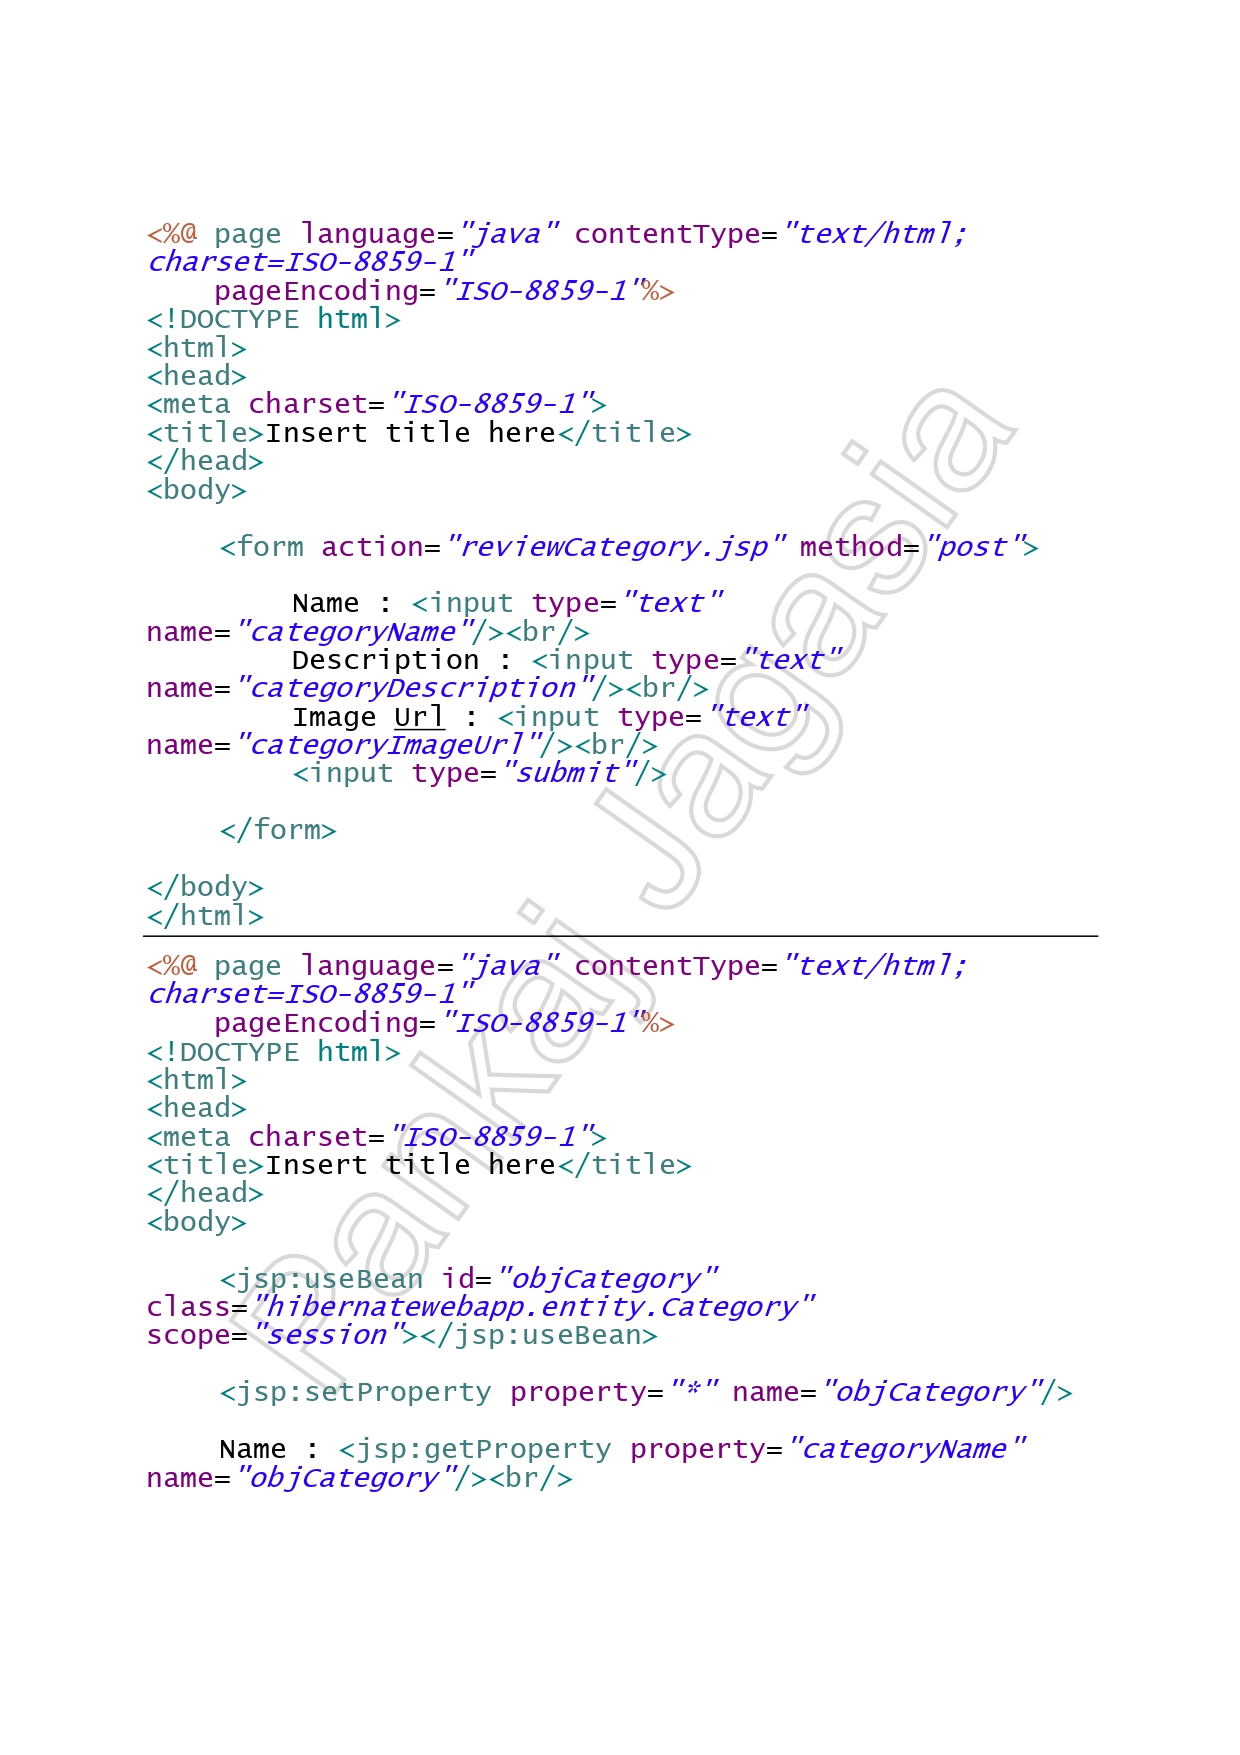 <%@ page language="java" contentType="text/html;
charset=ISO-8859-1"
    pageEncoding="ISO-8859-1"%>
<!DOCTYPE html>
<html>
<head>
<meta charset="ISO-8859-1">
<title>Insert title here</title>
</head>
<body>

    <form action="reviewCategory.jsp" method="post">

        Name : <input type="text"
name="categoryName"/><br/>
        Description : <input type="text"
name="categoryDescription"/><br/>
        Image Url : <input type="text"
name="categoryImageUrl"/><br/>
        <input type="submit"/>

    </form>

</body>
</html>
<%@ page language="java" contentType="text/html;
charset=ISO-8859-1"
    pageEncoding="ISO-8859-1"%>
<!DOCTYPE html>
<html>
<head>
<meta charset="ISO-8859-1">
<title>Insert title here</title>
</head>
<body>

    <jsp:useBean id="objCategory"
class="hibernatewebapp.entity.Category"
scope="session"></jsp:useBean>

    <jsp:setProperty property="*" name="objCategory"/>

    Name : <jsp:getProperty property="categoryName"
name="objCategory"/><br/>
Pankaj Jagasia